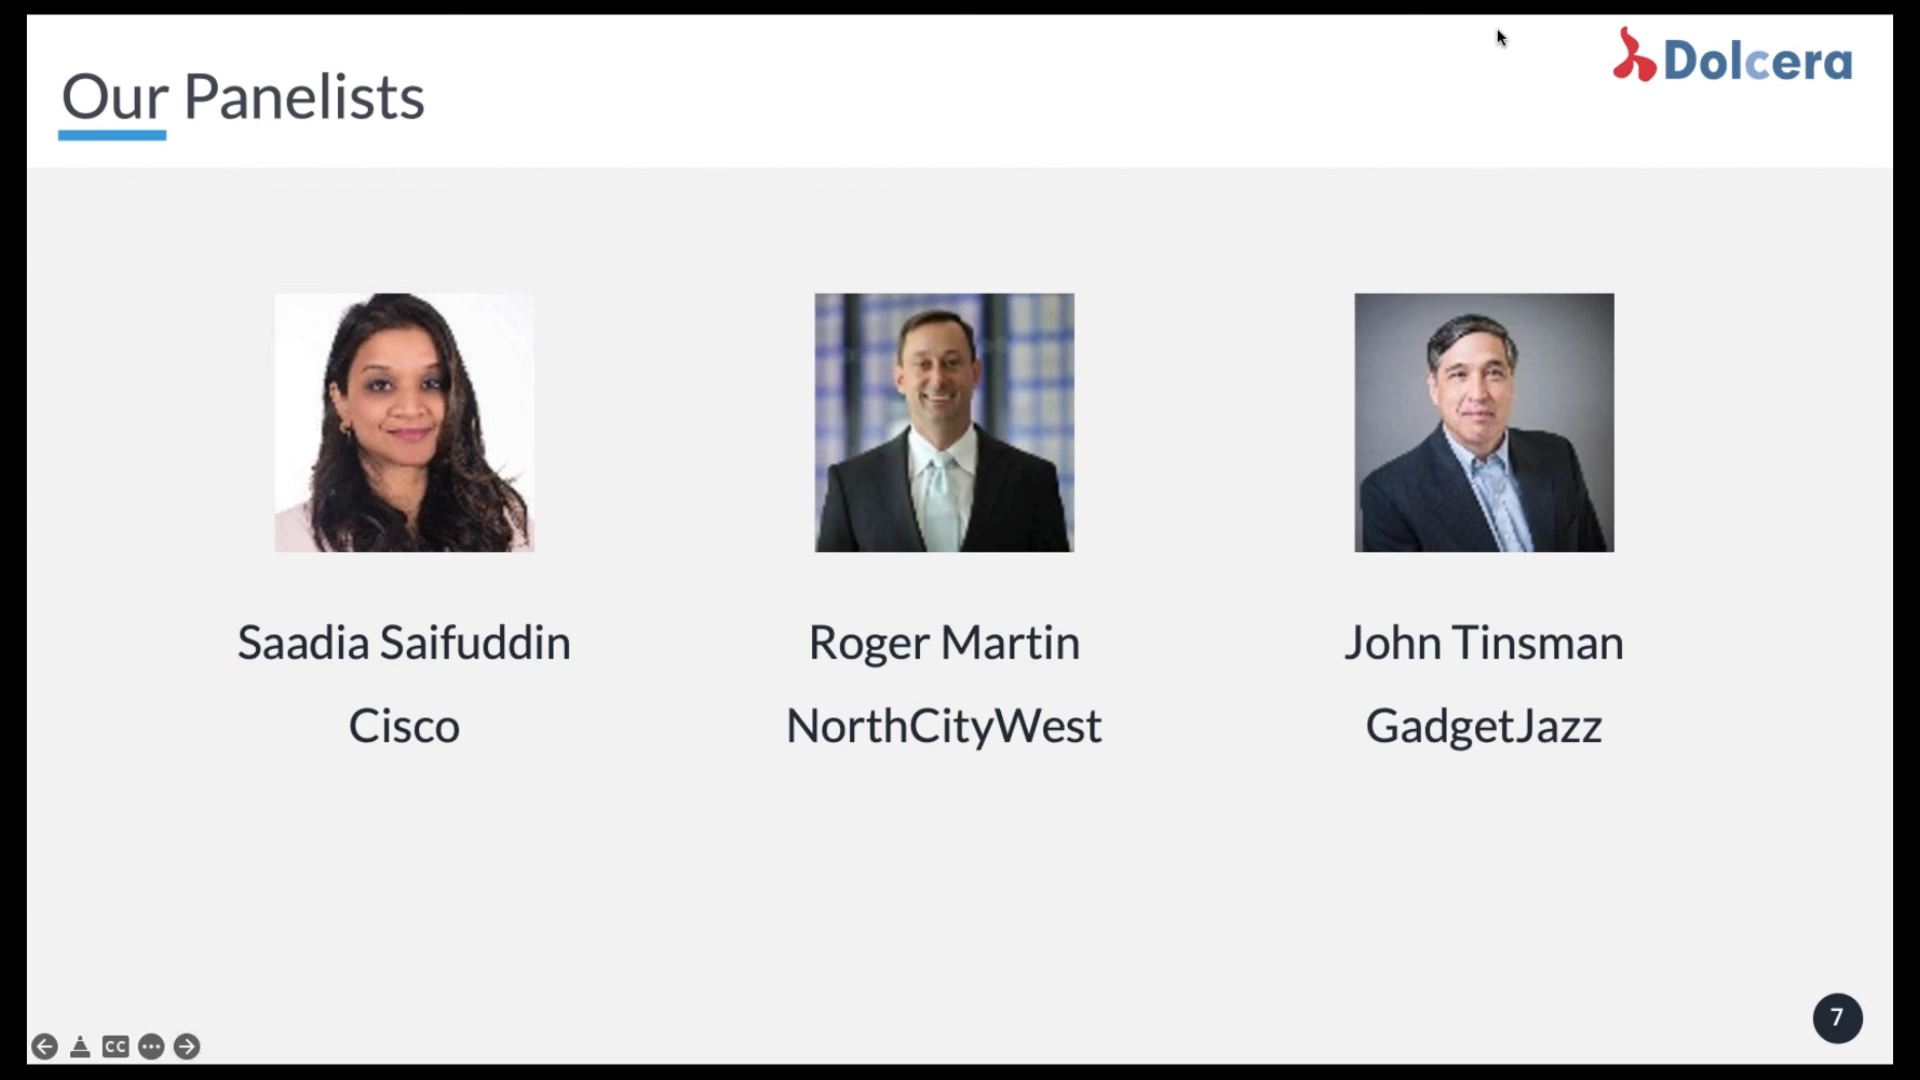 Our Panelists
Dolcera
Saadia Saifuddin
Roger Martin
John Tinsman
Cisco
NorthCityWest
GadgetJazz
7
CC